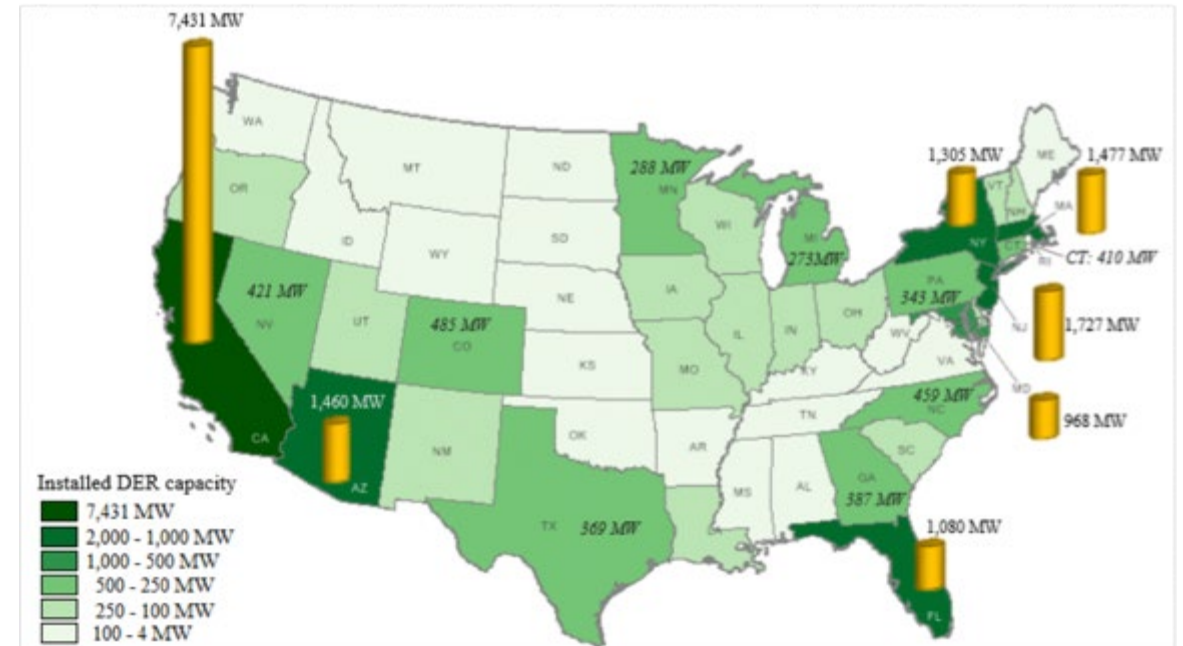 7,431 MW
WA
MT
ND
288 MW
MN
OR
ID
WY
SD
WI
MI
273MW
1,305 MW
ME
1,477 MW
VT
NH
MA
NY
CT
RI
CT: 410 MW
421 MW
NV
UT
485 MW
CO
NE
IA
IL
IN
OH
PA
343 MW
NJ
1,727 MW
KS
MO
KY
WV
VA
MD
968 MW
1,460 MW
AZ
CA
NM
OK
AR
TN
459 MW
NC
SC
MS
AL
GA
387 MW
TX
369 MW
1,080 MW
FL
Installed DER capacity
7,431 MW
2,000 - 1,000 MW
1,000 - 500 MW
500 - 250 MW
250 - 100 MW
100 - 4 MW